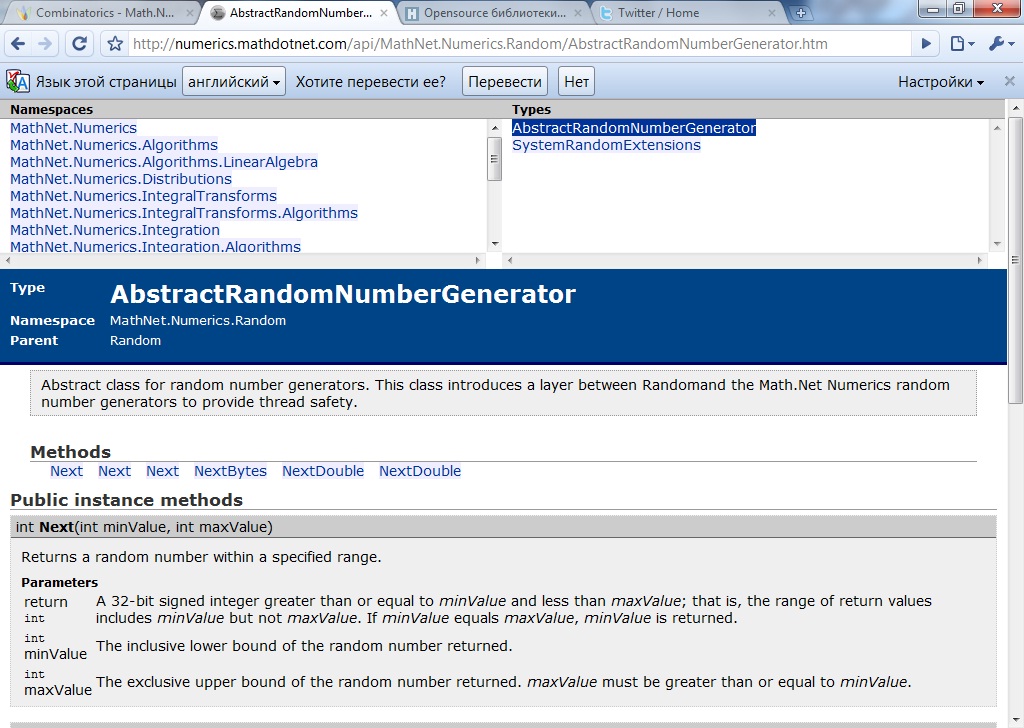 Combinatorics - Math.N...
AbstractRandomNumber...
Opensource библиотеки...
Twitter / Home
http://numerics.mathdotnet.com/api/MathNet.Numerics.Random/AbstractRandomNumberGenerator.htm
Язык этой страницы английский Хотите перевести ее? Перевести Нет Настройки
Namespaces
MathNet.Numerics
MathNet.Numerics.Algorithms
MathNet.Numerics.Algorithms.LinearAlgebra
MathNet.Numerics.Distributions
MathNet.Numerics.IntegralTransforms
MathNet.Numerics.IntegralTransforms.Algorithms
MathNet.Numerics.Integration
MathNet.Numerics.Integration.Algorithms
Types
AbstractRandomNumberGenerator
SystemRandomExtensions
Type AbstractRandomNumberGenerator
Namespace MathNet.Numerics.Random
Parent Random
Abstract class for random number generators. This class introduces a layer between Randomand the Math.Net Numerics random
number generators to provide thread safety.
Methods
Next Next Next NextBytes NextDouble NextDouble
Public instance methods
int Next(int minValue, int maxValue)
Returns a random number within a specified range.
Parameters
return
int
A 32-bit signed integer greater than or equal to minValue and less than maxValue; that is, the range of return values
includes minValue but not maxValue. If minValue equals maxValue, minValue is returned.
int
minValue
The inclusive lower bound of the random number returned.
int
maxValue
The exclusive upper bound of the random number returned. maxValue must be greater than or equal to minValue.